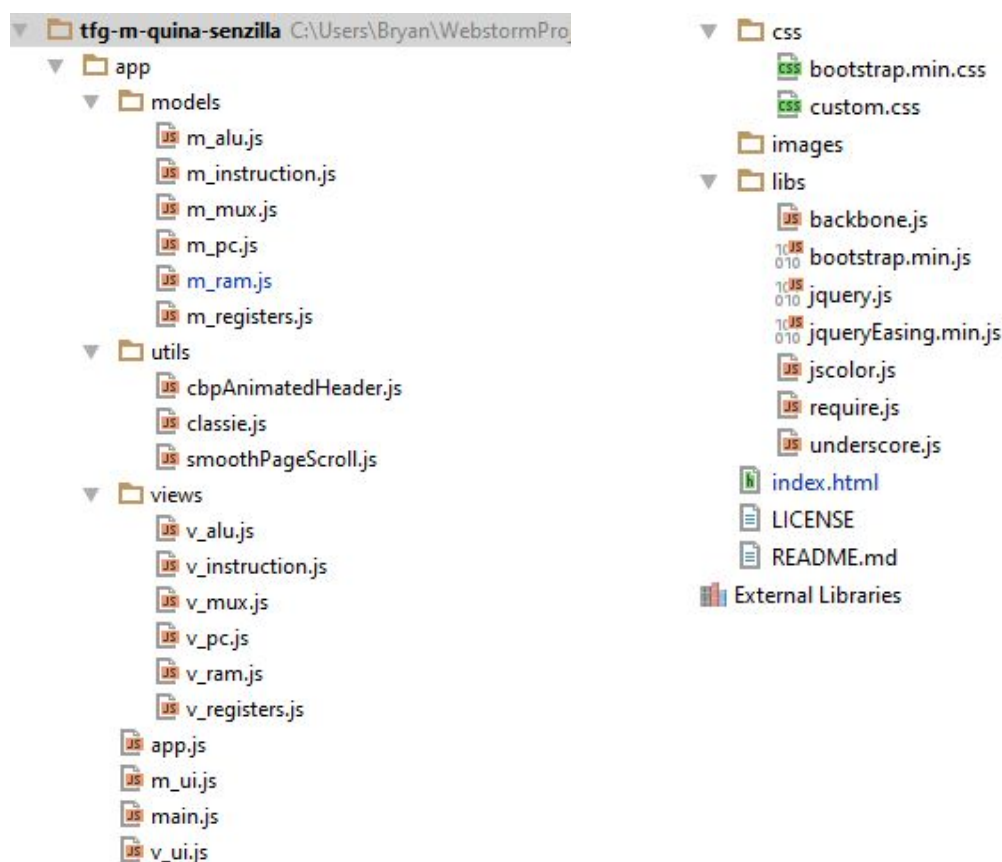 tfg-m-quina-senzilla C:\Users\Bryan\WebstormPro
app
models
m_alu.js
m_instruction.js
m_mux.js
m_pc.js
m_ram.js
m_registers.js
utils
cbpAnimatedHeader.js
classie.js
smoothPageScroll.js
views
v_alu.js
v_instruction.js
v_mux.js
v_pc.js
v_ram.js
v_registers.js
app.js
m_ui.js
main.js
v_ui.js
css
bootstrap.min.css
custom.css
images
libs
backbone.js
bootstrap.min.js
jquery.js
jqueryEasing.min.js
jscolor.js
require.js
underscore.js
index.html
LICENSE
README.md
External Libraries